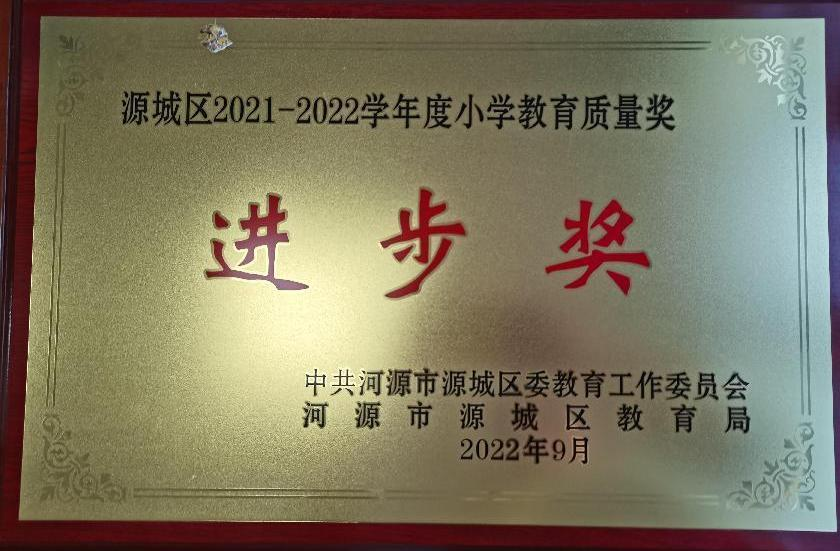 源城区2021-2022学年度小学教育质量奖
进步奖
中共河源市源城区委教育工作委员会
河源市源城区教育局
2022年9月